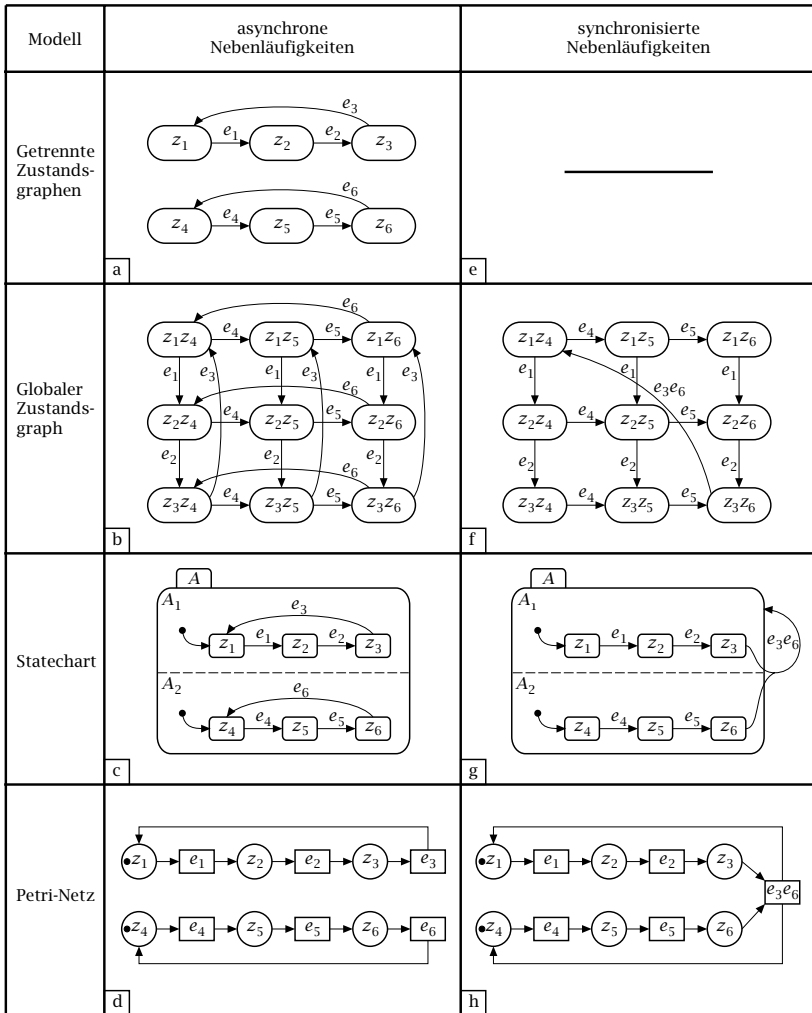 Modell
asynchrone
Nebenläufigkeiten
synchronisierte
Nebenläufigkeiten
Getrennte
Zustands-
graphen
e₃
z₁ e₁ z₂ e₂ z₃
e₆
z₄ e₄ z₅ e₅ z₆
a
e
Globaler
Zustands-
graph
e₆
z₁z₄ e₄ z₁z₅ e₅ z₁z₆
e₁ e₃ e₁ e₃ e₁ e₃
e₆
z₂z₄ e₄ z₂z₅ e₅ z₂z₆
e₂ e₂ e₂
e₆
z₃z₄ e₄ z₃z₅ e₅ z₃z₆
b
z₁z₄ e₄ z₁z₅ e₅ z₁z₆
e₁ e₁ e₃e₆ e₁
z₂z₄ e₄ z₂z₅ e₅ z₂z₆
e₂ e₂ e₂
z₃z₄ e₄ z₃z₅ e₅ z₃z₆
f
Statechart
A
A₁
e₃
z₁ e₁ z₂ e₂ z₃
A₂
e₆
z₄ e₄ z₅ e₅ z₆
c
A
A₁
z₁ e₁ z₂ e₂ z₃
e₃e₆
A₂
z₄ e₄ z₅ e₅ z₆
g
Petri-Netz
z₁ e₁ z₂ e₂ z₃ e₃
z₄ e₄ z₅ e₅ z₆ e₆
d
z₁ e₁ z₂ e₂ z₃
e₃e₆
z₄ e₄ z₅ e₅ z₆
h